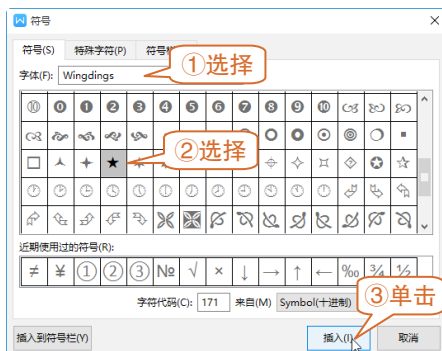 符号
符号(S) 特殊字符(P)
字体(F): Wingdings
①选择
②选择
近期使用过的符号(R):
≠ ¥ ① ② ③ № √ × ↓ → ↑ ← ‰ ¾ ½
字符代码(C): 171 来自(M) Symbol(十进制)
③单击
插入到符号栏(Y) 插入(I) 取消